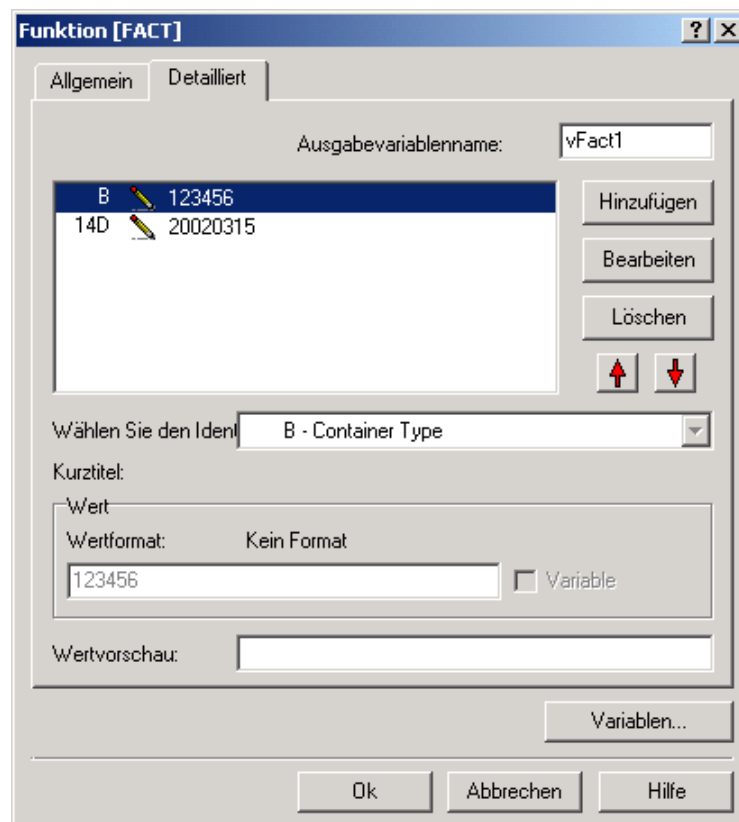 Funktion [FACT]
Allgemein Detailliert
Ausgabevariablenname: vFact1
B 123456
14D 20020315
Hinzufügen
Bearbeiten
Löschen
Wählen Sie den Iden B - Container Type
Kurztitel:
Wert
Wertformat: Kein Format
123456 Variable
Wertvorschau:
Variablen...
Ok Abbrechen Hilfe